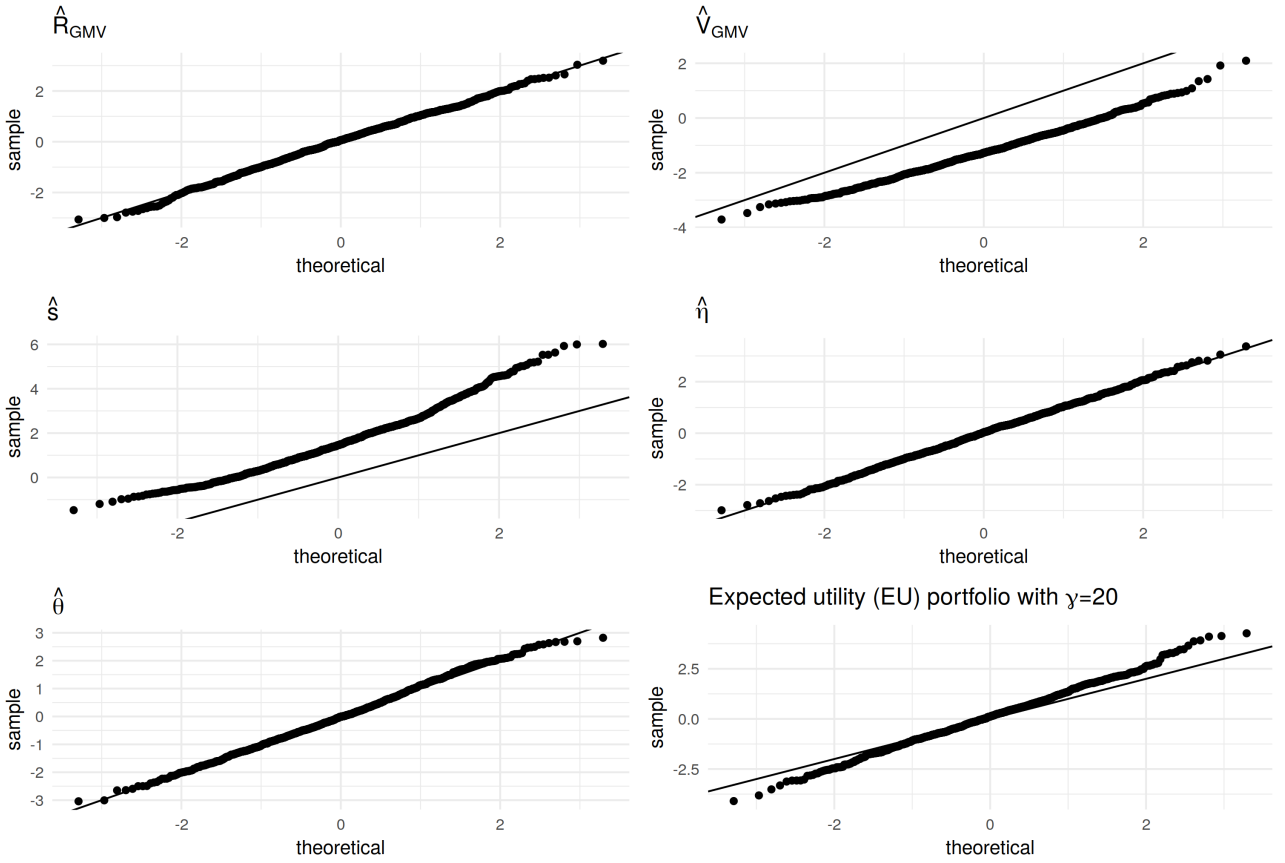 R̂GMV
sample
2
0
-2
-2 0 2
theoretical
V̂GMV
sample
2
0
-2
-4
-2 0 2
theoretical
ŝ
sample
6
4
2
0
-2 0 2
theoretical
η̂
sample
2
0
-2
-2 0 2
theoretical
θ̂
sample
3
2
1
0
-1
-2
-3
-2 0 2
theoretical
Expected utility (EU) portfolio with γ=20
sample
2.5
0.0
-2.5
-2 0 2
theoretical